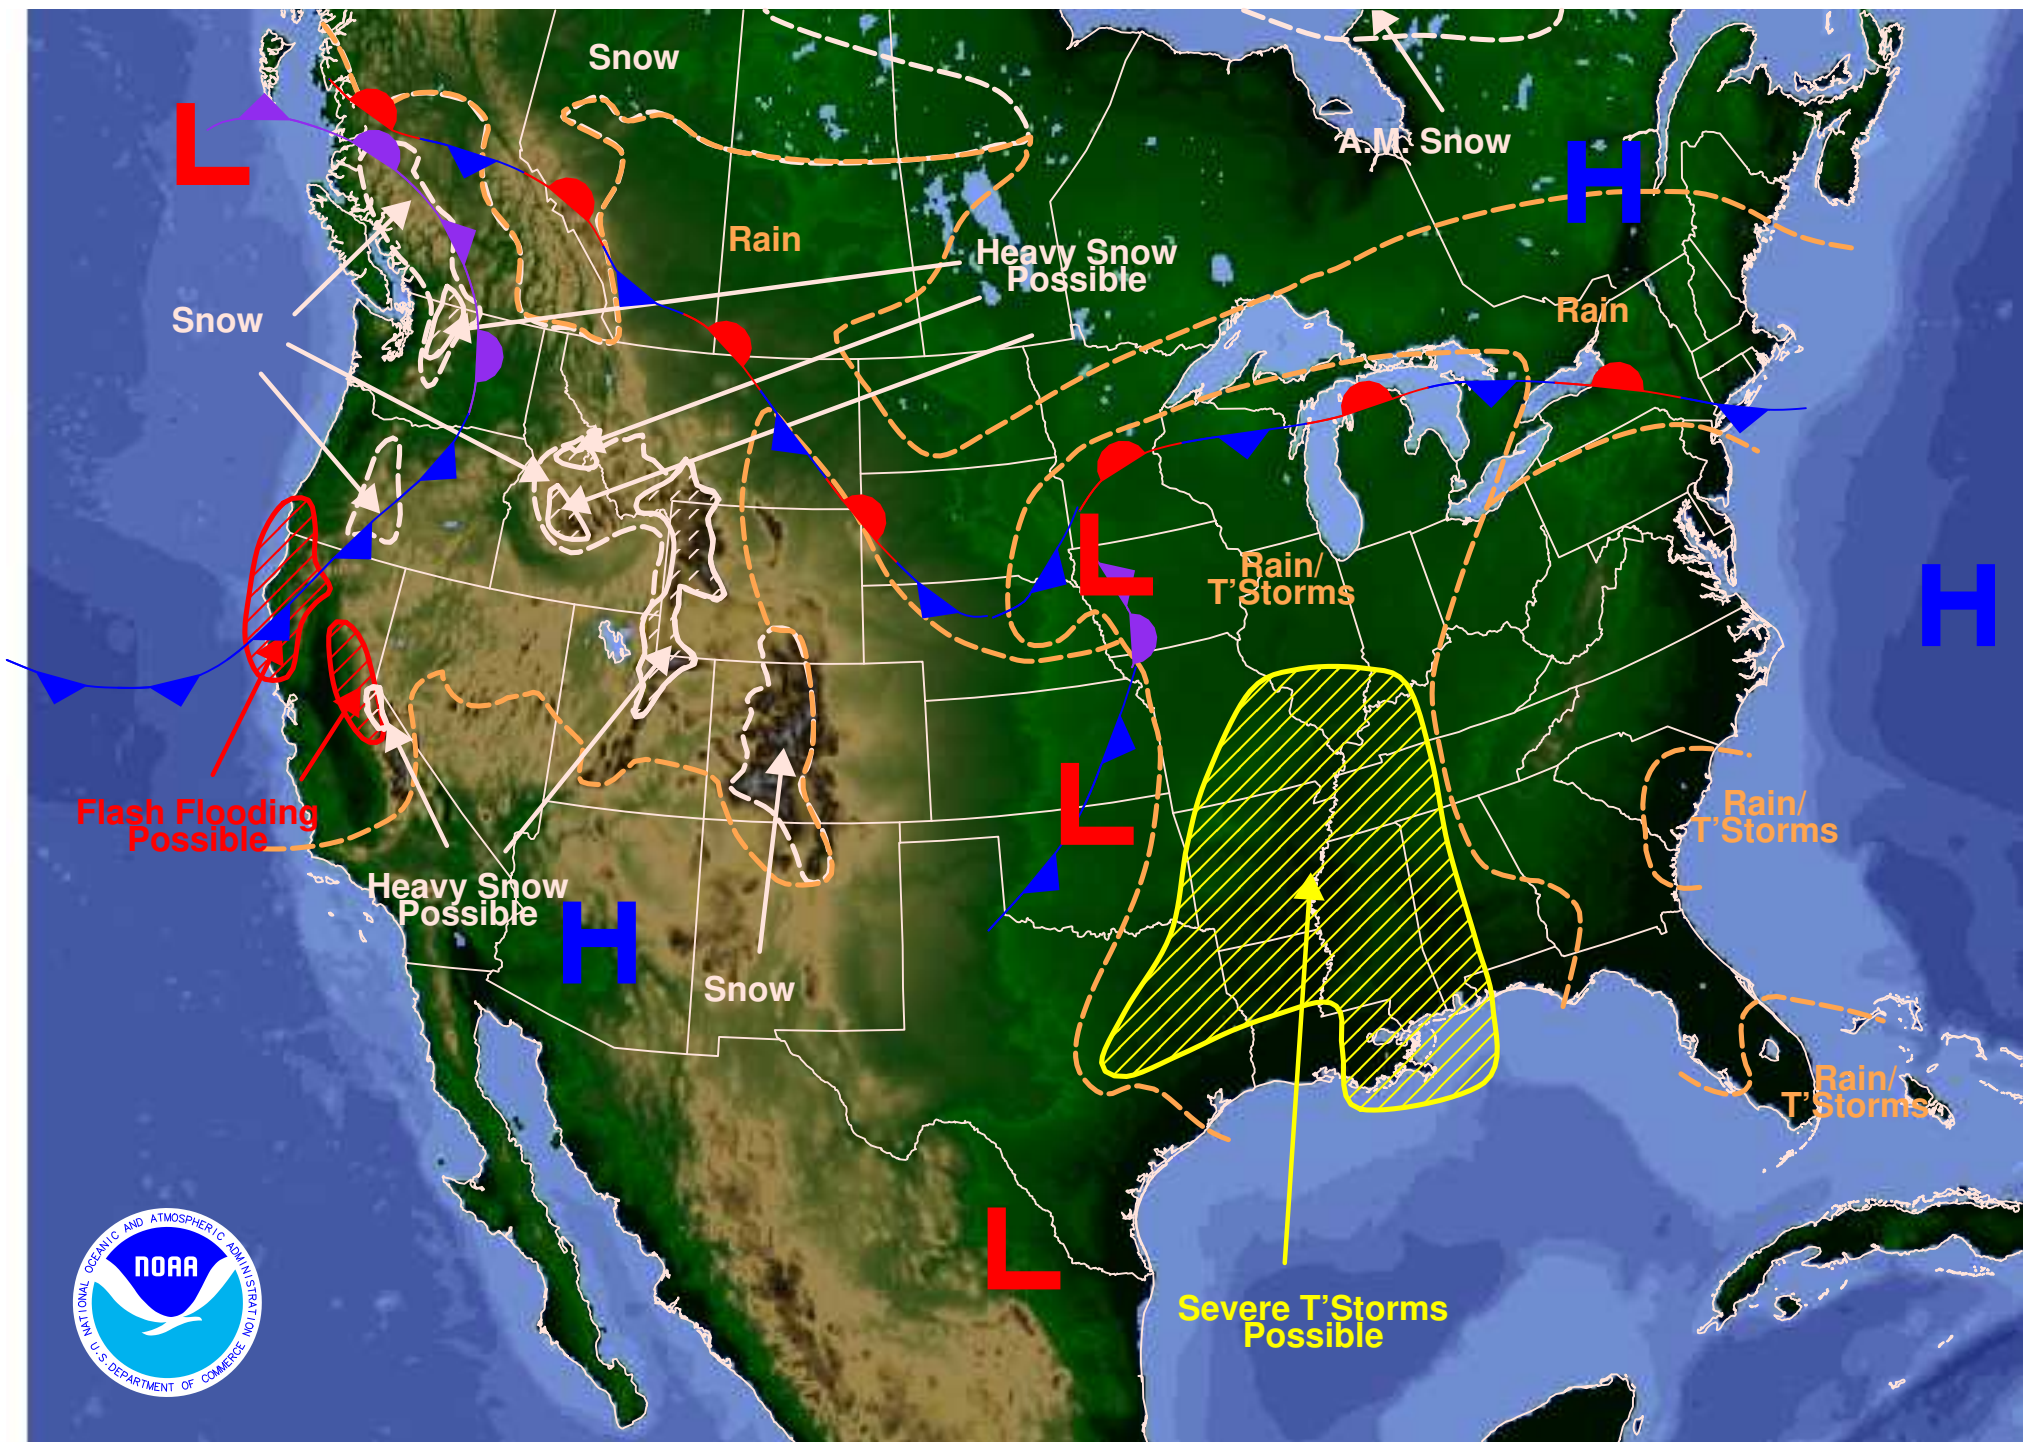 Snow
L
A.M. Snow
H
Rain
Heavy Snow
Possible
Snow
Rain
L
Rain/
T'Storms
H
Flash Flooding
Possible
L
Rain/
T'Storms
Heavy Snow
Possible
H
Snow
Rain/
T'Storms
L
Severe T'Storms
Possible
NATIONAL OCEANIC AND ATMOSPHERIC ADMINISTRATION
NOAA
U.S. DEPARTMENT OF COMMERCE